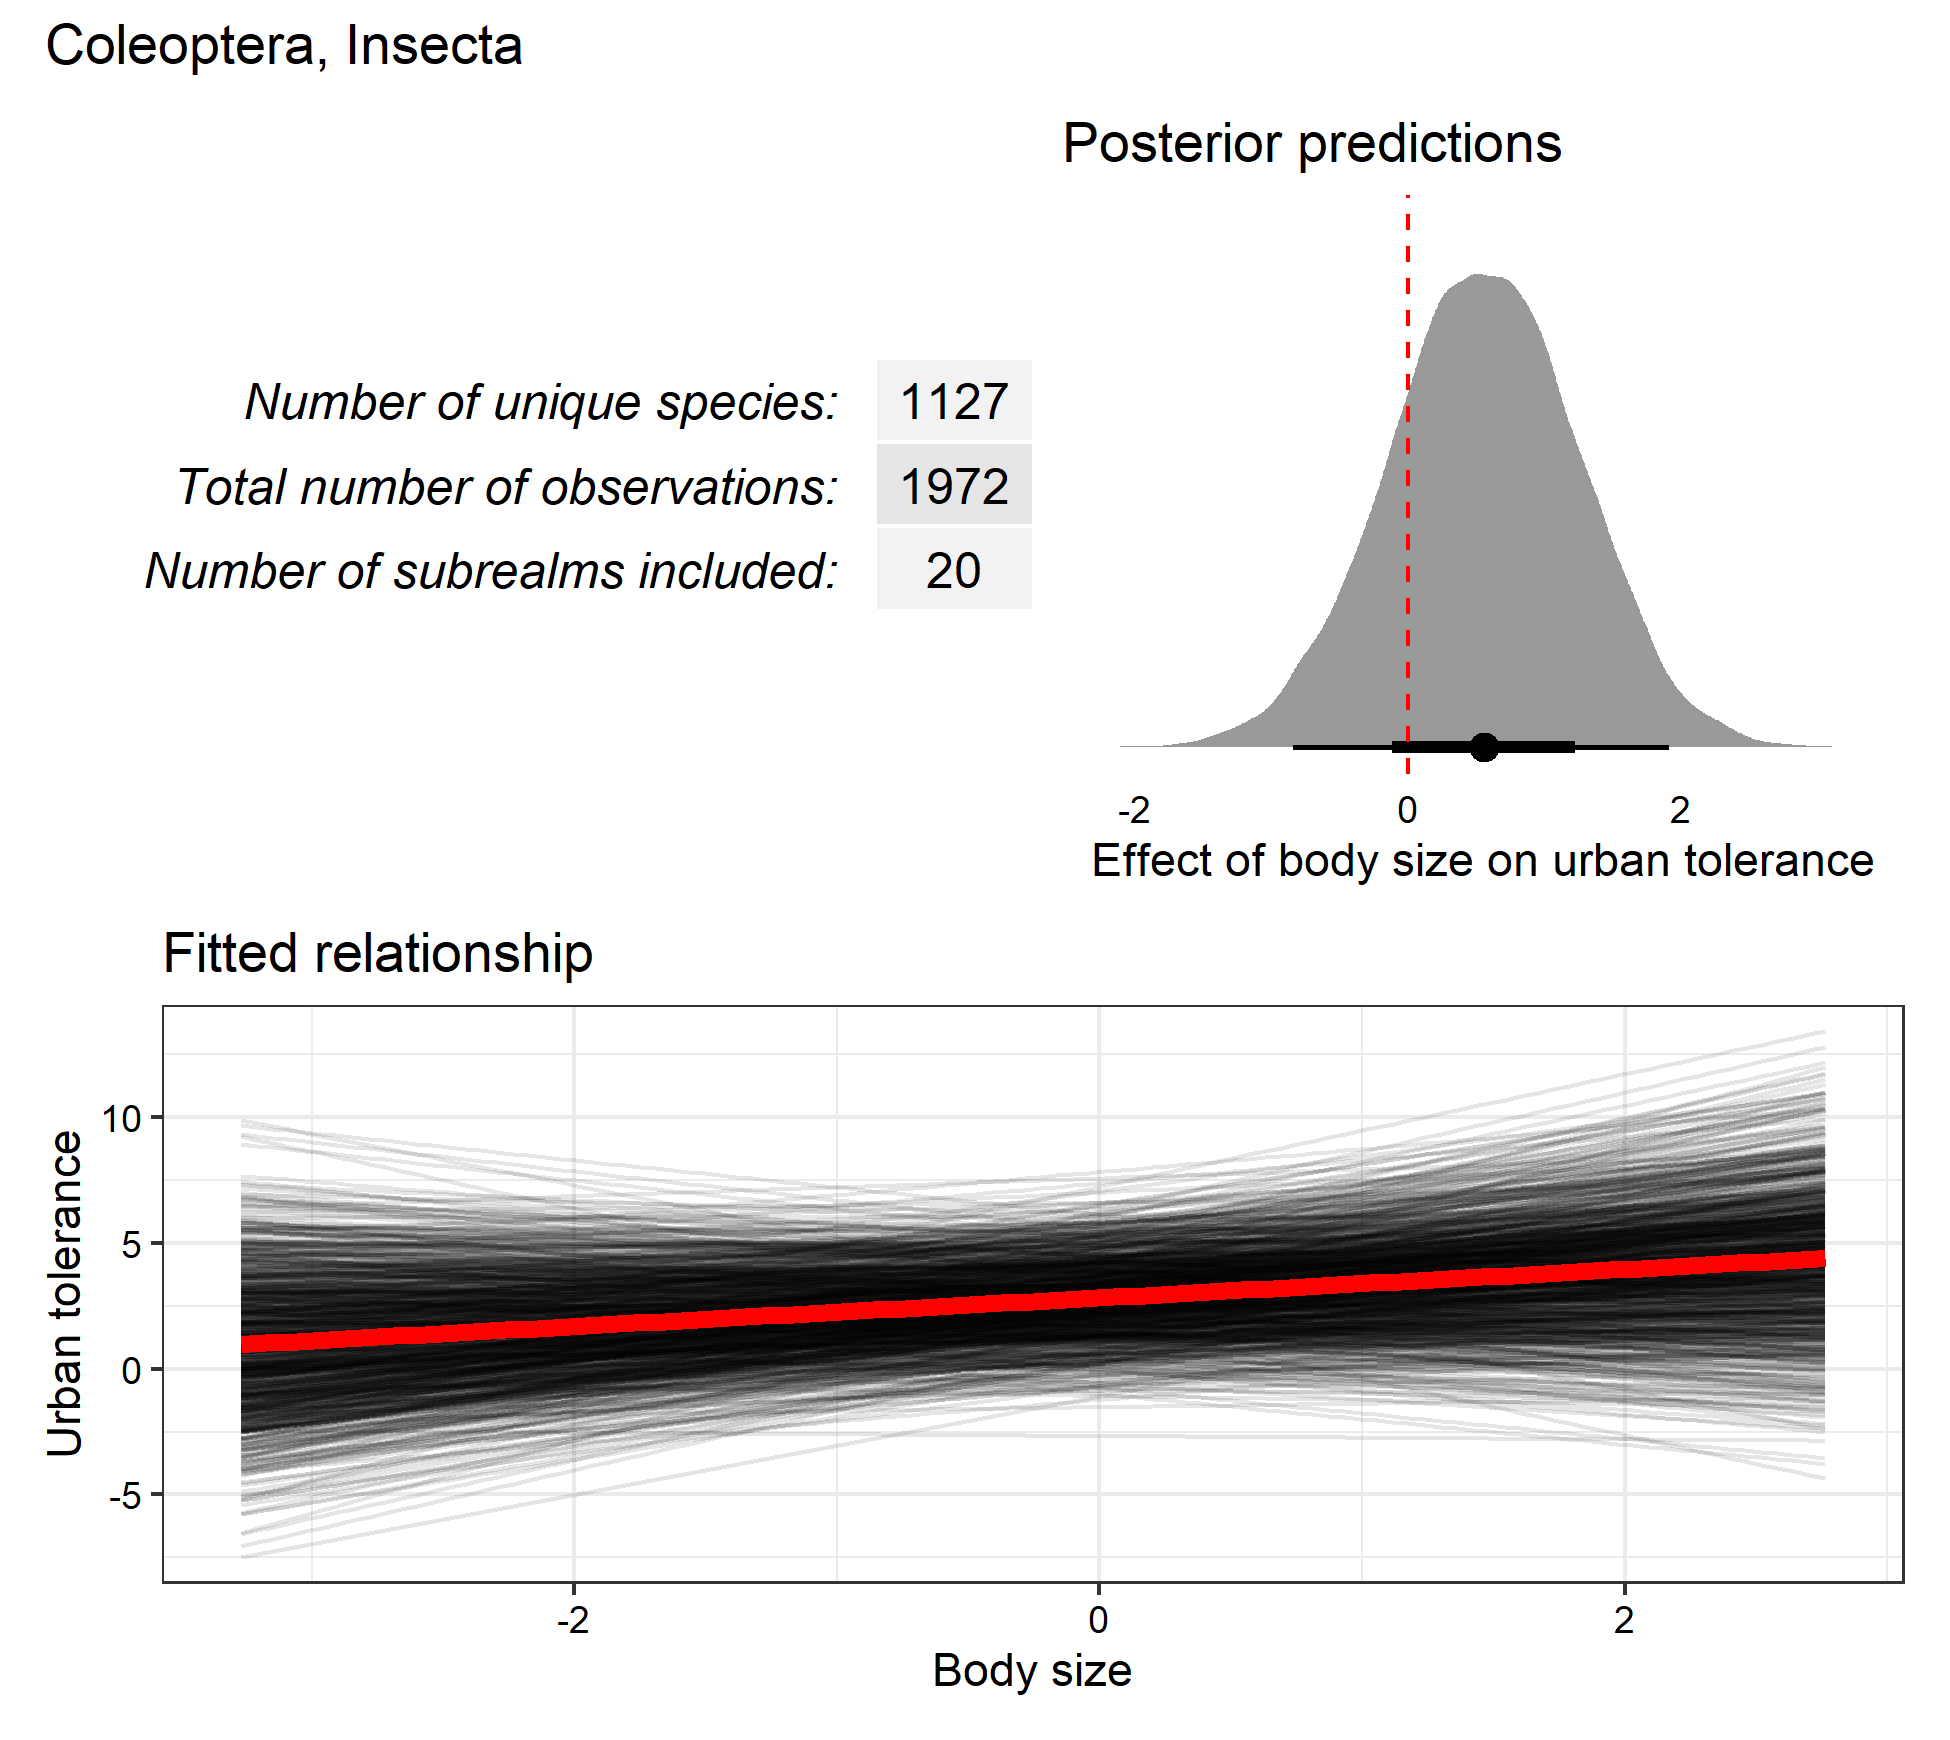 Coleoptera, Insecta
Posterior predictions
Number of unique species: 1127
Total number of observations: 1972
Number of subrealms included: 20
-2 0 2
Effect of body size on urban tolerance
Fitted relationship
Urban tolerance
10
5
0
-5
-2 0 2
Body size